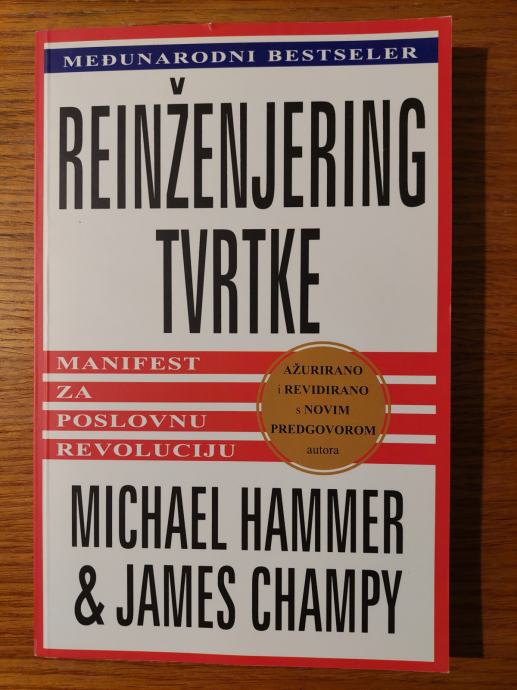 MEĐUNARODNI BESTSELER
REINŽENJERING
TVRTKE
MANIFEST
ZA
POSLOVNU
REVOLUCIJU
AŽURIRANO
i REVIDIRANO
s NOVIM
PREDGOVOROM
autora
MICHAEL HAMMER
& JAMES CHAMPY